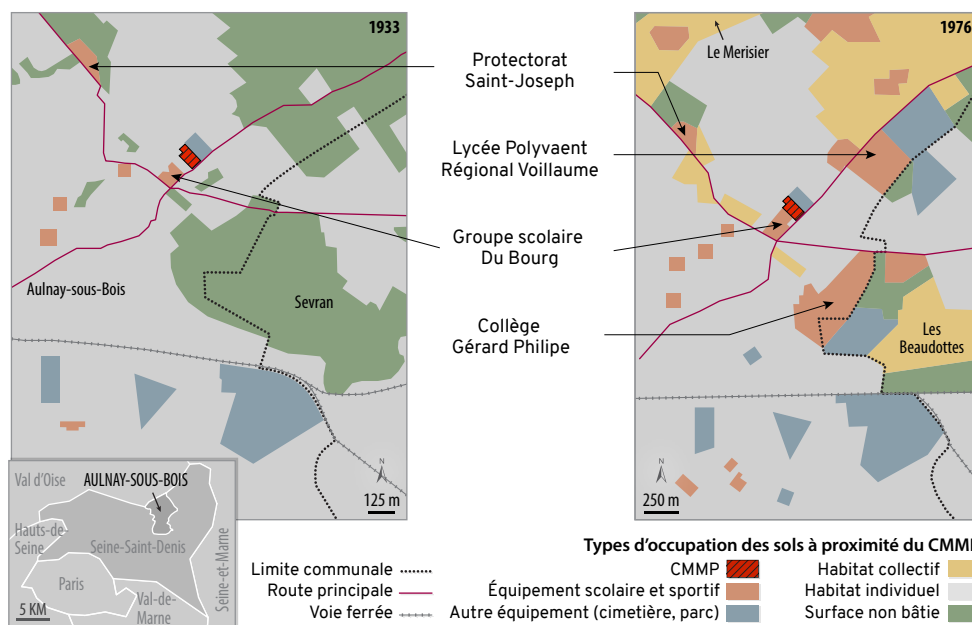 1933
1976
Le Merisier
Protectorat
Saint-Joseph
Lycée Polyvaent
Régional Voillaume
Groupe scolaire
Du Bourg
Collège
Gérard Philipe
Aulnay-sous-Bois
Sevran
Les
Beaudottes
N
125 m
N
250 m
Val d'Oise
AULNAY-SOUS-BOIS
Hauts-de-
Seine
Seine-Saint-Denis
Paris
Val-de-
Marne
Seine-et-Marne
5 KM
Limite communale
Route principale
Voie ferrée
Types d'occupation des sols à proximité du CMMP
CMMP
Équipement scolaire et sportif
Autre équipement (cimetière, parc)
Habitat collectif
Habitat individuel
Surface non bâtie